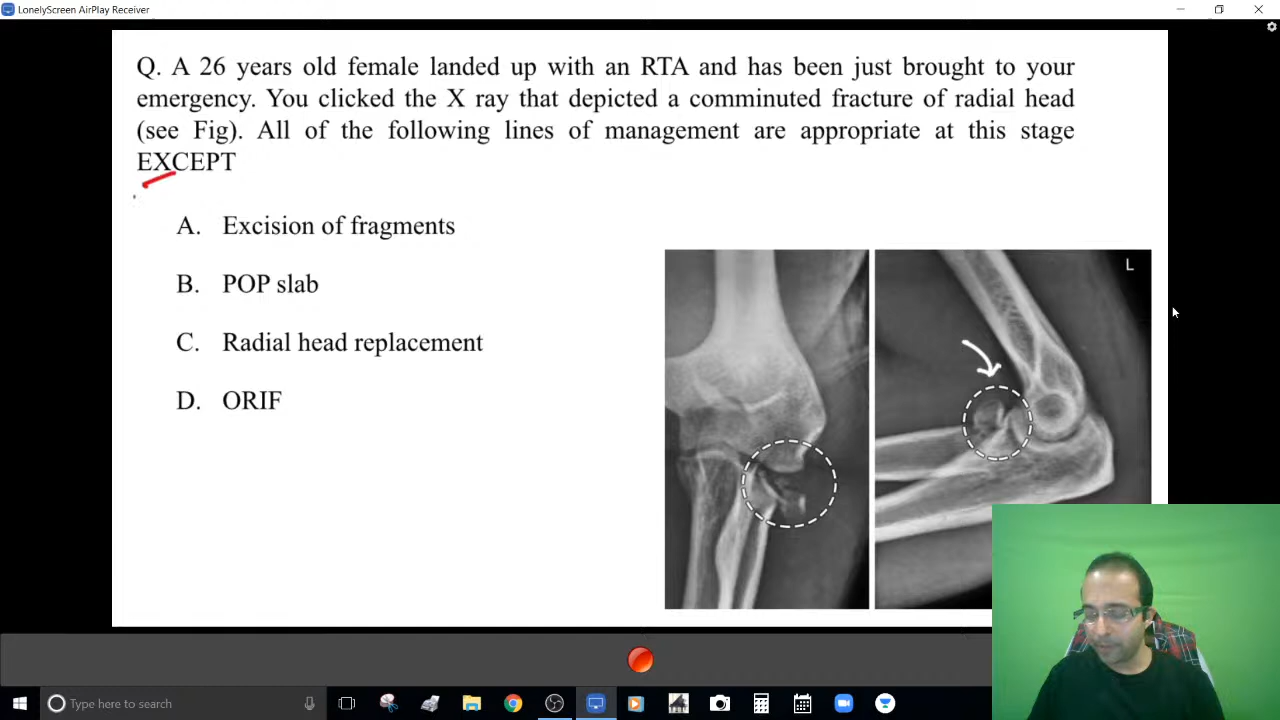 LonelyScreen AirPlay Receiver
Q. A 26 years old female landed up with an RTA and has been just brought to your
emergency. You clicked the X ray that depicted a comminuted fracture of radial head
(see Fig). All of the following lines of management are appropriate at this stage
EXCEPT
A. Excision of fragments
B. POP slab
C. Radial head replacement
D. ORIF
L
Type here to search